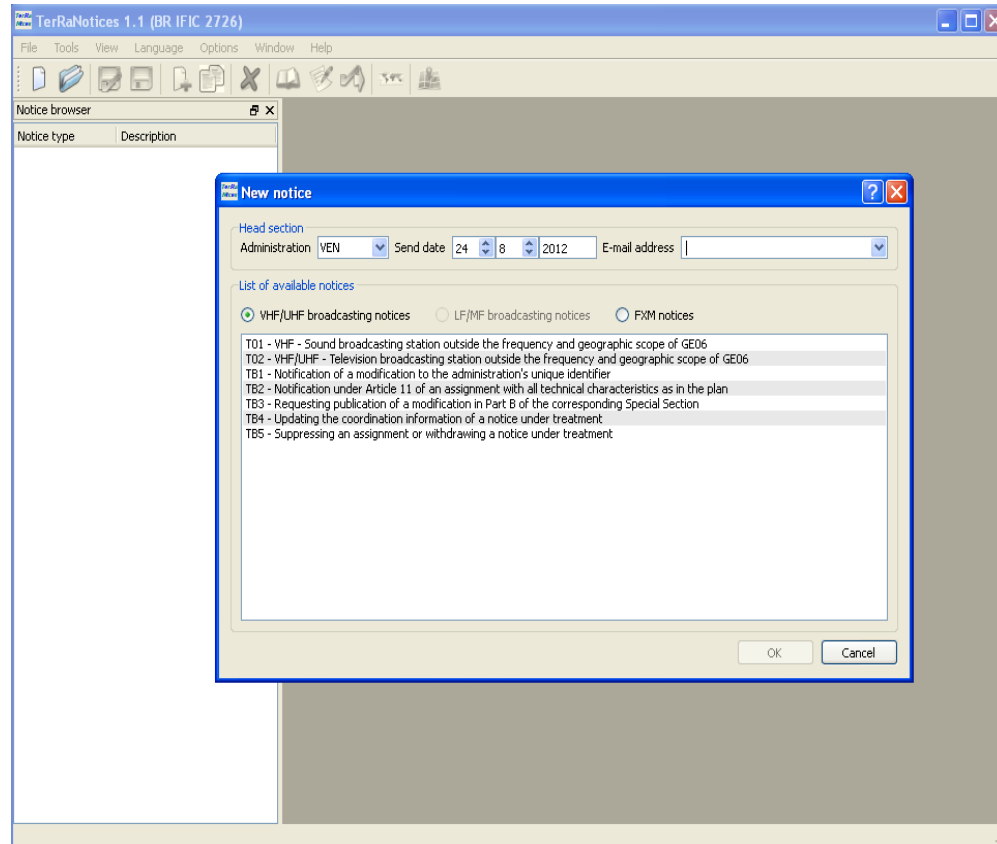 TerRaNotices 1.1 (BR IFIC 2726)
File Tools View Language Options Window Help
Notice browser
Notice type Description
New notice
Head section
Administration VEN Send date 24 8 2012 E-mail address
List of available notices
VHF/UHF broadcasting notices LF/MF broadcasting notices FXM notices
T01 - VHF - Sound broadcasting station outside the frequency and geographic scope of GE06
T02 - VHF/UHF - Television broadcasting station outside the frequency and geographic scope of GE06
TB1 - Notification of a modification to the administration's unique identifier
TB2 - Notification under Article 11 of an assignment with all technical characteristics as in the plan
TB3 - Requesting publication of a modification in Part B of the corresponding Special Section
TB4 - Updating the coordination information of a notice under treatment
TB5 - Suppressing an assignment or withdrawing a notice under treatment
OK Cancel